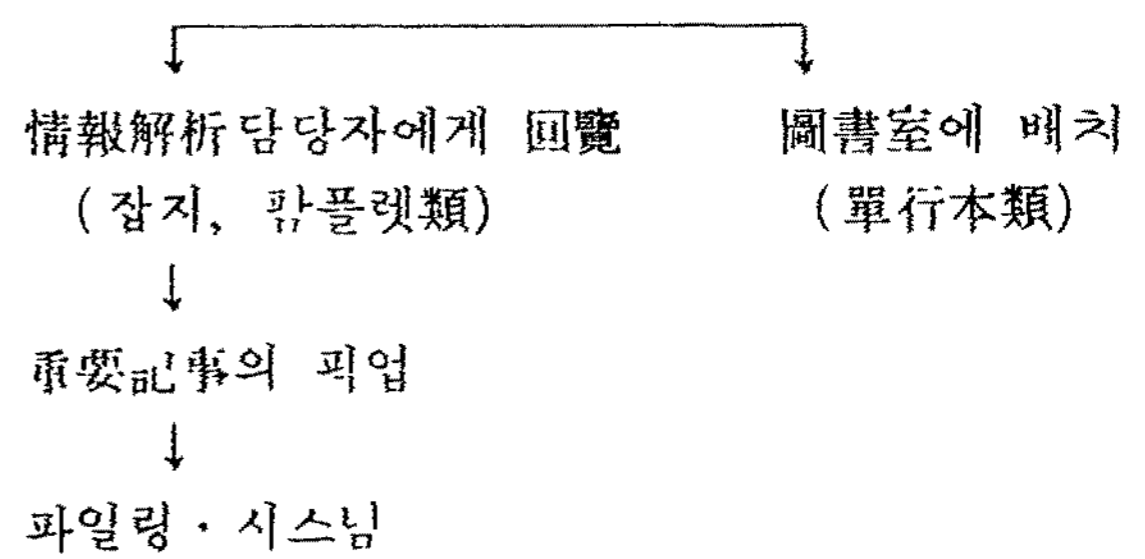 情報解析담당자에게 回覽
(잡지, 팜플렛類)
圖書室에 배치
(單行本類)
重要記事의 픽업
파일링·시스님